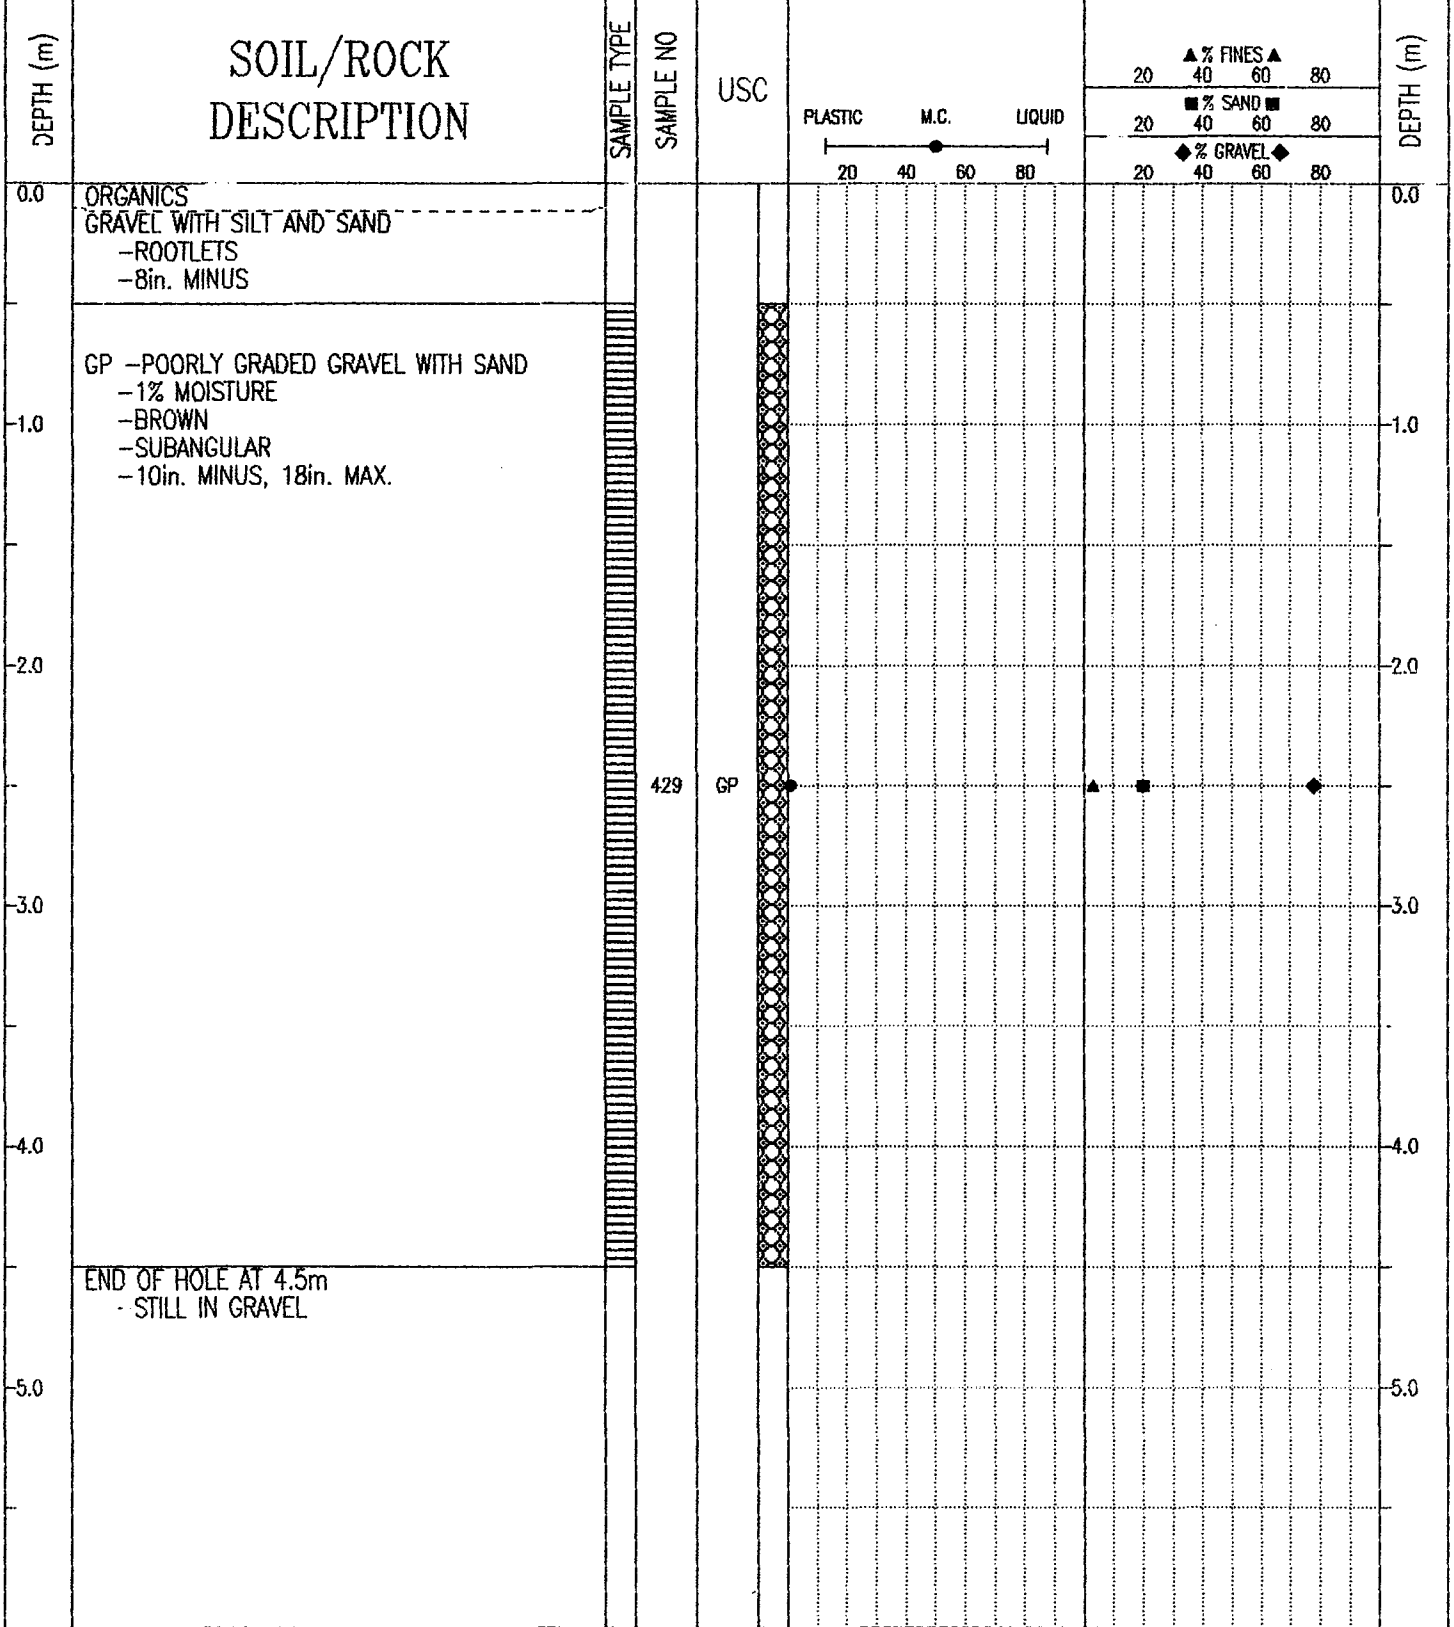 DEPTH (m)
SOIL/ROCK
DESCRIPTION
SAMPLE TYPE
SAMPLE NO
USC
PLASTIC M.C. LIQUID
20 40 60 80
▲ % FINES ▲
20 40 60 80
■ % SAND ■
20 40 60 80
◆ % GRAVEL ◆
20 40 60 80
DEPTH (m)
0.0 ORGANICS 0.0
GRAVEL WITH SILT AND SAND
-ROOTLETS
-8in. MINUS
GP -POORLY GRADED GRAVEL WITH SAND
-1% MOISTURE
1.0 -BROWN 1.0
-SUBANGULAR
-10in. MINUS, 18in. MAX.
2.0 2.0
429 GP
3.0 3.0
4.0 4.0
END OF HOLE AT 4.5m
- STILL IN GRAVEL
5.0 5.0